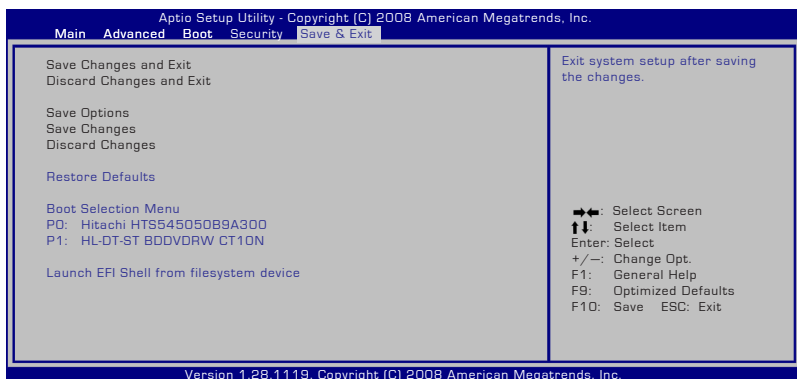 Aptio Setup Utility - Copyright (C) 2008 American Megatrends, Inc.
Main Advanced Boot Security Save & Exit
Save Changes and Exit
Discard Changes and Exit
Save Options
Save Changes
Discard Changes
Restore Defaults
Boot Selection Menu
P0: Hitachi HTS545050B9A300
P1: HL-DT-ST BDDVDRW CT10N
Launch EFI Shell from filesystem device
Exit system setup after saving
the changes.
→←: Select Screen
↑↓: Select Item
Enter: Select
+/—: Change Opt.
F1: General Help
F9: Optimized Defaults
F10: Save ESC: Exit
Version 1.28.1119. Copyright (C) 2008 American Megatrends, Inc.